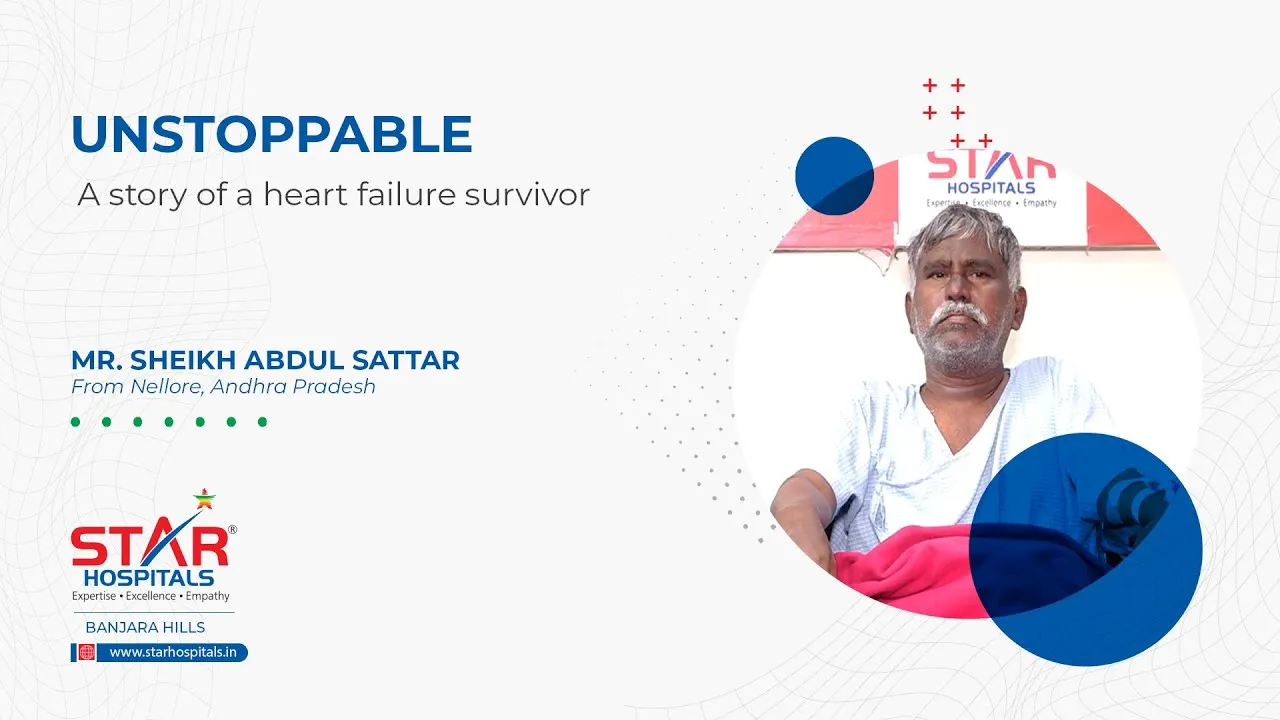 UNSTOPPABLE
A story of a heart failure survivor
MR. SHEIKH ABDUL SATTAR
From Nellore, Andhra Pradesh
STAR®
HOSPITALS
Expertise • Excellence • Empathy
BANJARA HILLS
www.starhospitals.in
STAR
HOSPITALS
Expertise • Excellence • Empathy